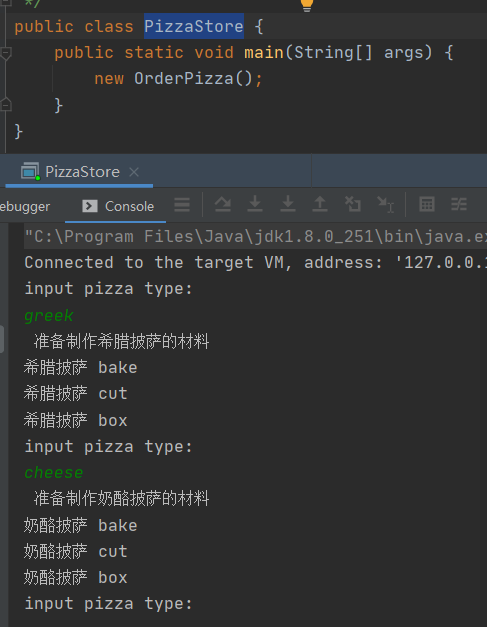 */
public class PizzaStore {
public static void main(String[] args) {
new OrderPizza();
}
}
PizzaStore ×
ebugger Console
"C:\Program Files\Java\jdk1.8.0_251\bin\java.ex
Connected to the target VM, address: '127.0.0.1
input pizza type:
greek
准备制作希腊披萨的材料
希腊披萨 bake
希腊披萨 cut
希腊披萨 box
input pizza type:
cheese
准备制作奶酪披萨的材料
奶酪披萨 bake
奶酪披萨 cut
奶酪披萨 box
input pizza type: